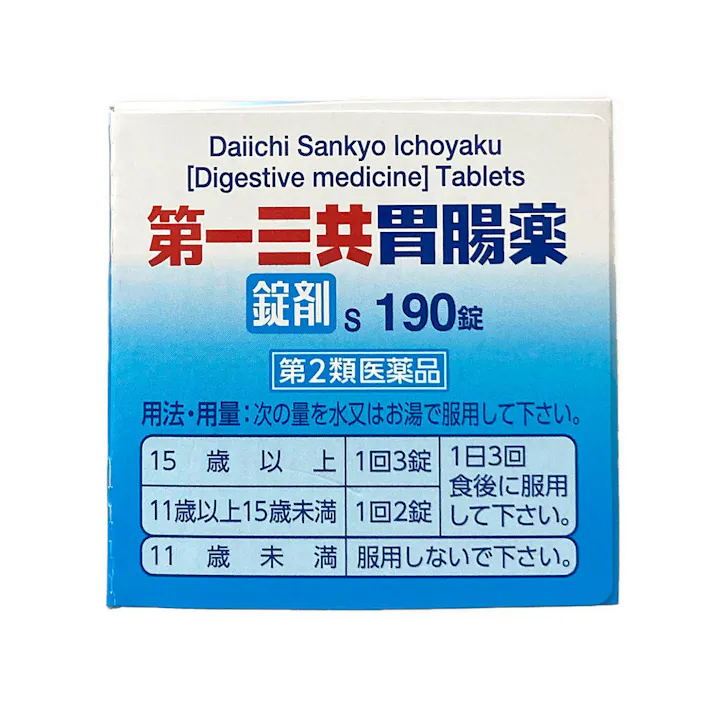 Daiichi Sankyo Ichoyaku
[Digestive medicine] Tablets
第一三共胃腸薬
錠剤 s 190錠
第2類医薬品
用法・用量：次の量を水又はお湯で服用して下さい。
15歳以上 1回3錠 1日3回食後に服用して下さい。
11歳以上15歳未満 1回2錠
11歳未満 服用しないで下さい。